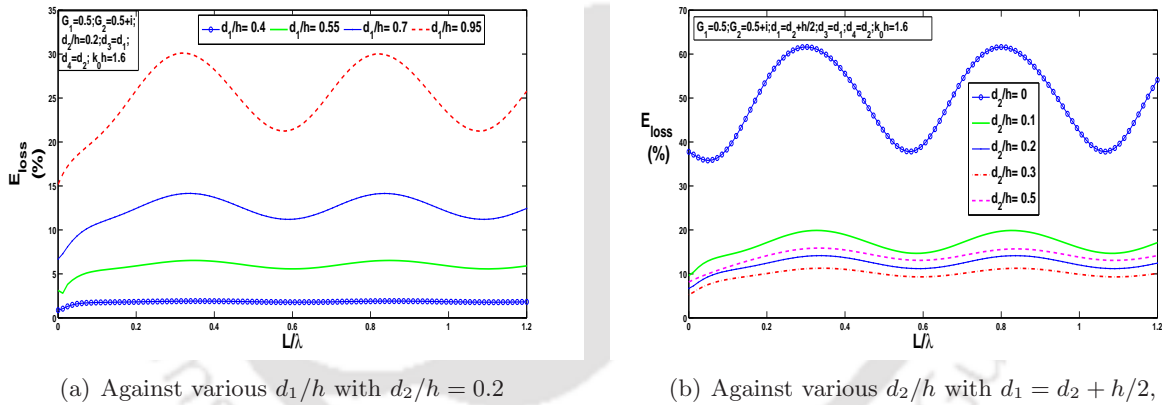 G1=0.5;G2=0.5+i;
d2/h=0.2;d3=d1;
d4=d2; k0h=1.6
d1/h= 0.4 d1/h= 0.55 d1/h= 0.7 d1/h= 0.95
35
30
25
20
15
10
5
0
Eloss
(%)
0 0.2 0.4 0.6 0.8 1 1.2
L/λ
(a) Against various d1/h with d2/h = 0.2
G1=0.5;G2=0.5+i;d1=d2+h/2;d3=d1;d4=d2;k0h=1.6
70
60
50
40
30
20
10
0
Eloss
(%)
d2/h= 0
d2/h= 0.1
d2/h= 0.2
d2/h= 0.3
d2/h= 0.5
0 0.2 0.4 0.6 0.8 1 1.2
L/λ
(b) Against various d2/h with d1 = d2 + h/2,